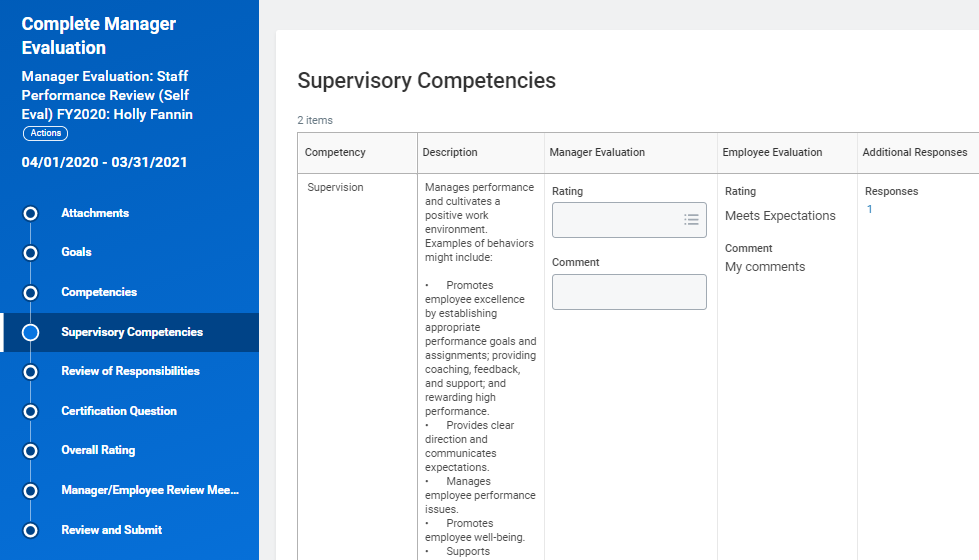 Complete Manager
Evaluation
Manager Evaluation: Staff
Performance Review (Self
Eval) FY2020: Holly Fannin
Actions
04/01/2020 - 03/31/2021
Attachments
Goals
Competencies
Supervisory Competencies
Review of Responsibilities
Certification Question
Overall Rating
Manager/Employee Review Mee...
Review and Submit
Supervisory Competencies
2 items
Competency
Description
Manager Evaluation
Employee Evaluation
Additional Responses
Supervision
Manages performance
and cultivates a
positive work
environment.
Examples of behaviors
might include:
• Promotes
employee excellence
by establishing
appropriate
performance goals and
assignments; providing
coaching, feedback,
and support; and
rewarding high
performance.
• Provides clear
direction and
communicates
expectations.
• Manages
employee performance
issues.
• Promotes
employee well-being.
• Supports
Rating
Comment
Rating
Meets Expectations
Comment
My comments
Responses
1